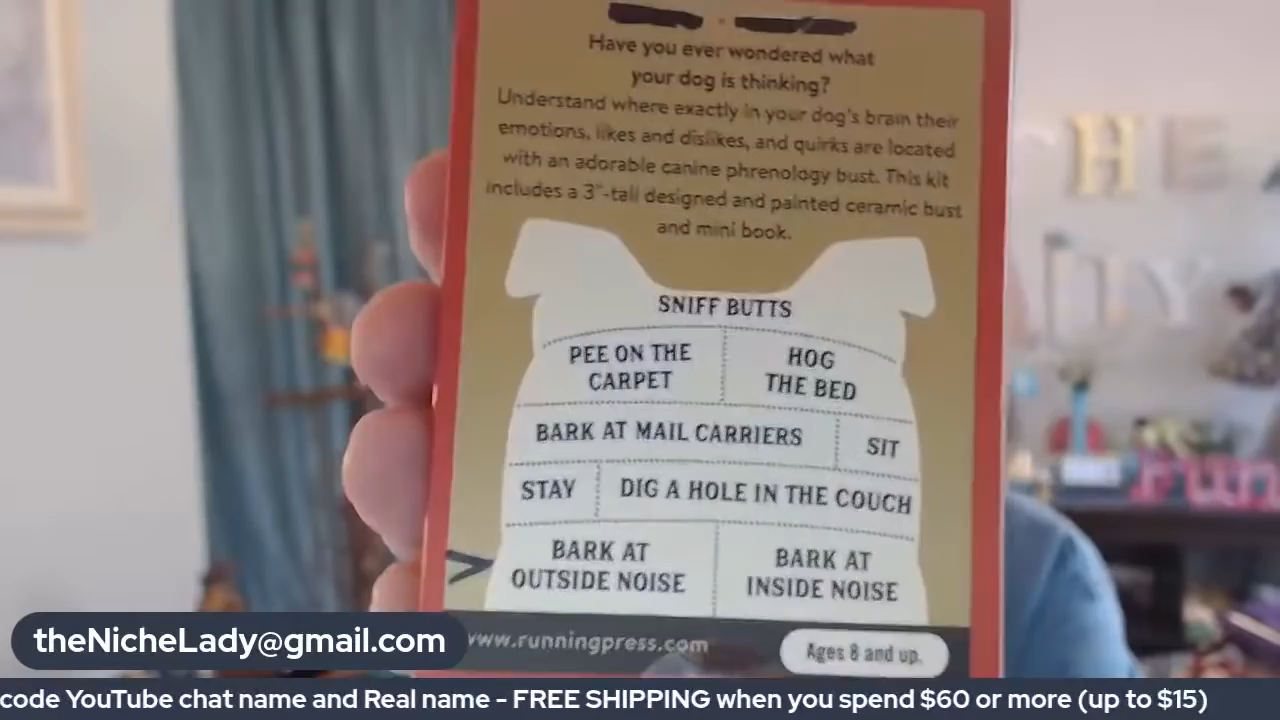 Have you ever wondered what
your dog is thinking?
Understand where exactly in your dog's brain their
emotions, likes and dislikes, and quirks are located
with an adorable canine phrenology bust. This kit
includes a 3"-tall designed and painted ceramic bust
and mini book.
SNIFF BUTTS
PEE ON THE
CARPET
HOG
THE BED
BARK AT MAIL CARRIERS
SIT
STAY
DIG A HOLE IN THE COUCH
BARK AT
OUTSIDE NOISE
BARK AT
INSIDE NOISE
www.runningpress.com
Ages 8 and up.
H E
Fun
theNicheLady@gmail.com
code YouTube chat name and Real name - FREE SHIPPING when you spend $60 or more (up to $15)